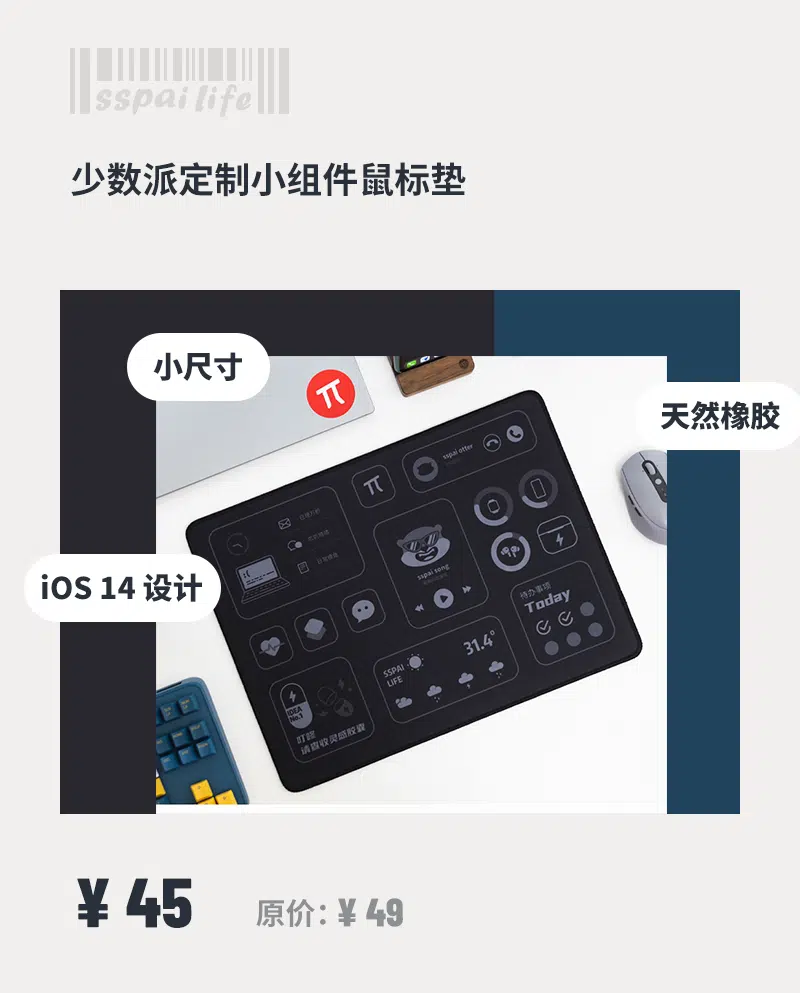 sspai life
少数派定制小组件鼠标垫
小尺寸
天然橡胶
iOS 14 设计
sspai otter
sspai song
待办事项
Today
31.4°
SSPAI
LIFE
IDEA
No.1
叮咚
请查收灵感胶囊
¥ 45
原价：¥ 49